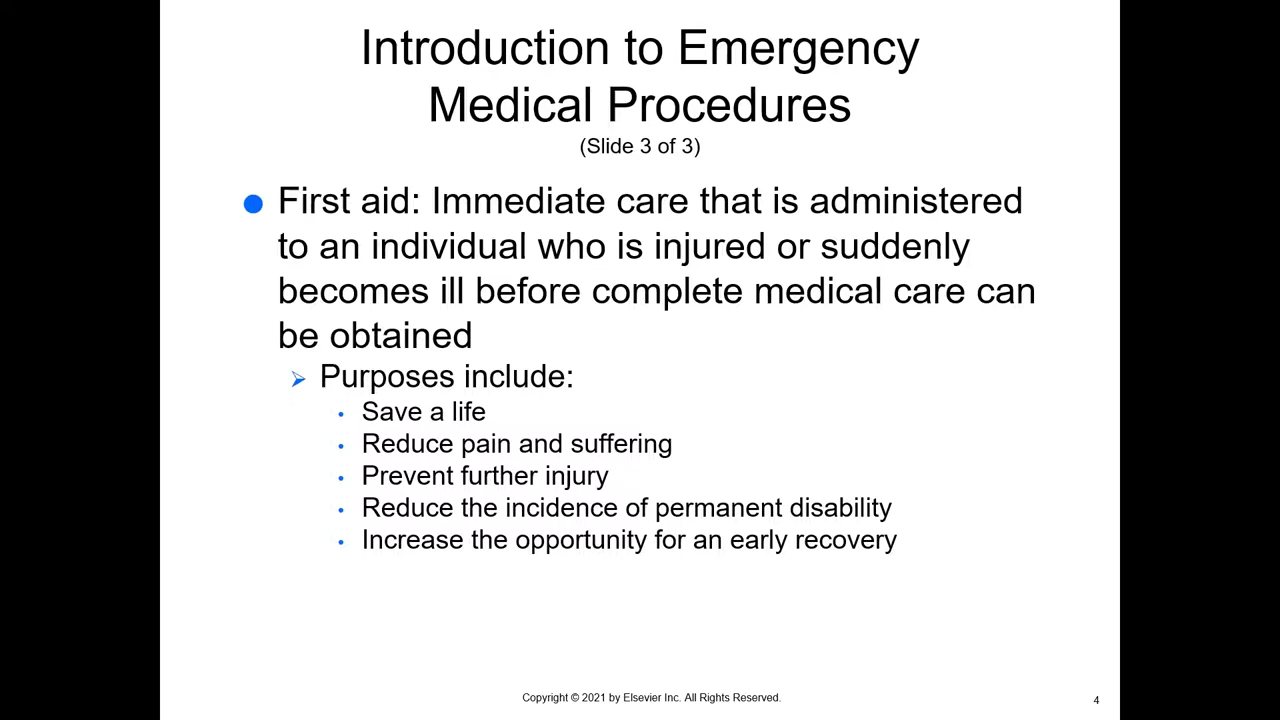 Introduction to Emergency
Medical Procedures
(Slide 3 of 3)
First aid: Immediate care that is administered
to an individual who is injured or suddenly
becomes ill before complete medical care can
be obtained
Purposes include:
Save a life
Reduce pain and suffering
Prevent further injury
Reduce the incidence of permanent disability
Increase the opportunity for an early recovery
Copyright © 2021 by Elsevier Inc. All Rights Reserved.
4